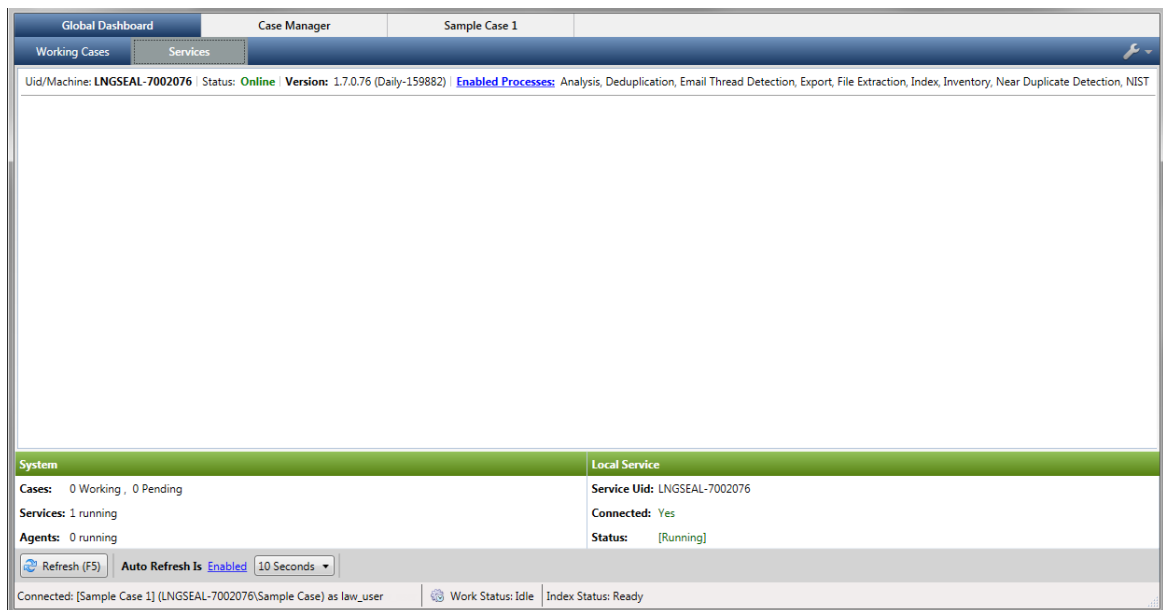 Global Dashboard Case Manager Sample Case 1
Working Cases Services
Uid/Machine: LNGSEAL-7002076 | Status: Online | Version: 1.7.0.76 (Daily-159882) | Enabled Processes: Analysis, Deduplication, Email Thread Detection, Export, File Extraction, Index, Inventory, Near Duplicate Detection, NIST
System Local Service
Cases: 0 Working , 0 Pending Service Uid: LNGSEAL-7002076
Services: 1 running Connected: Yes
Agents: 0 running Status: [Running]
Refresh (F5) Auto Refresh Is Enabled 10 Seconds
Connected: [Sample Case 1] (LNGSEAL-7002076\Sample Case) as law_user Work Status: Idle Index Status: Ready